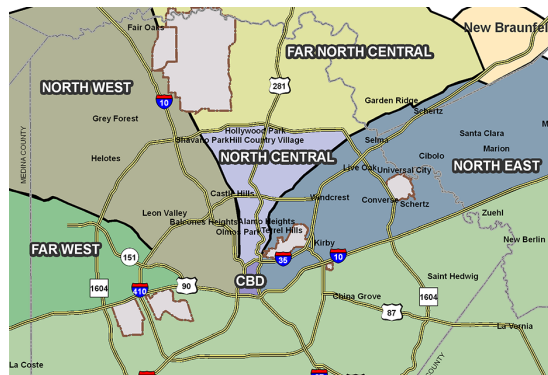 Fair Oaks
New Braunfel
FAR NORTH CENTRAL
NORTH WEST
281
10
Garden Ridge
Schertz
Grey Forest
Hollywood Park
Santa Clara
Shavano Park
Hill Country Village
Selma
Marion
M
MEDINA COUNTY
Helotes
NORTH CENTRAL
Cibolo
NORTH EAST
Live Oak
Universal City
Castle Hills
Windcrest
Converse
Schertz
Leon Valley
Zuehl
Balcones Heights
Alamo Heights
Olmos Park
Terrel Hills
New Berlin
FAR WEST
Kirby
151
35
10
Saint Hedwig
CBD
1604
410
90
China Grove
1604
87
La Vernia
COUNTY
La Coste